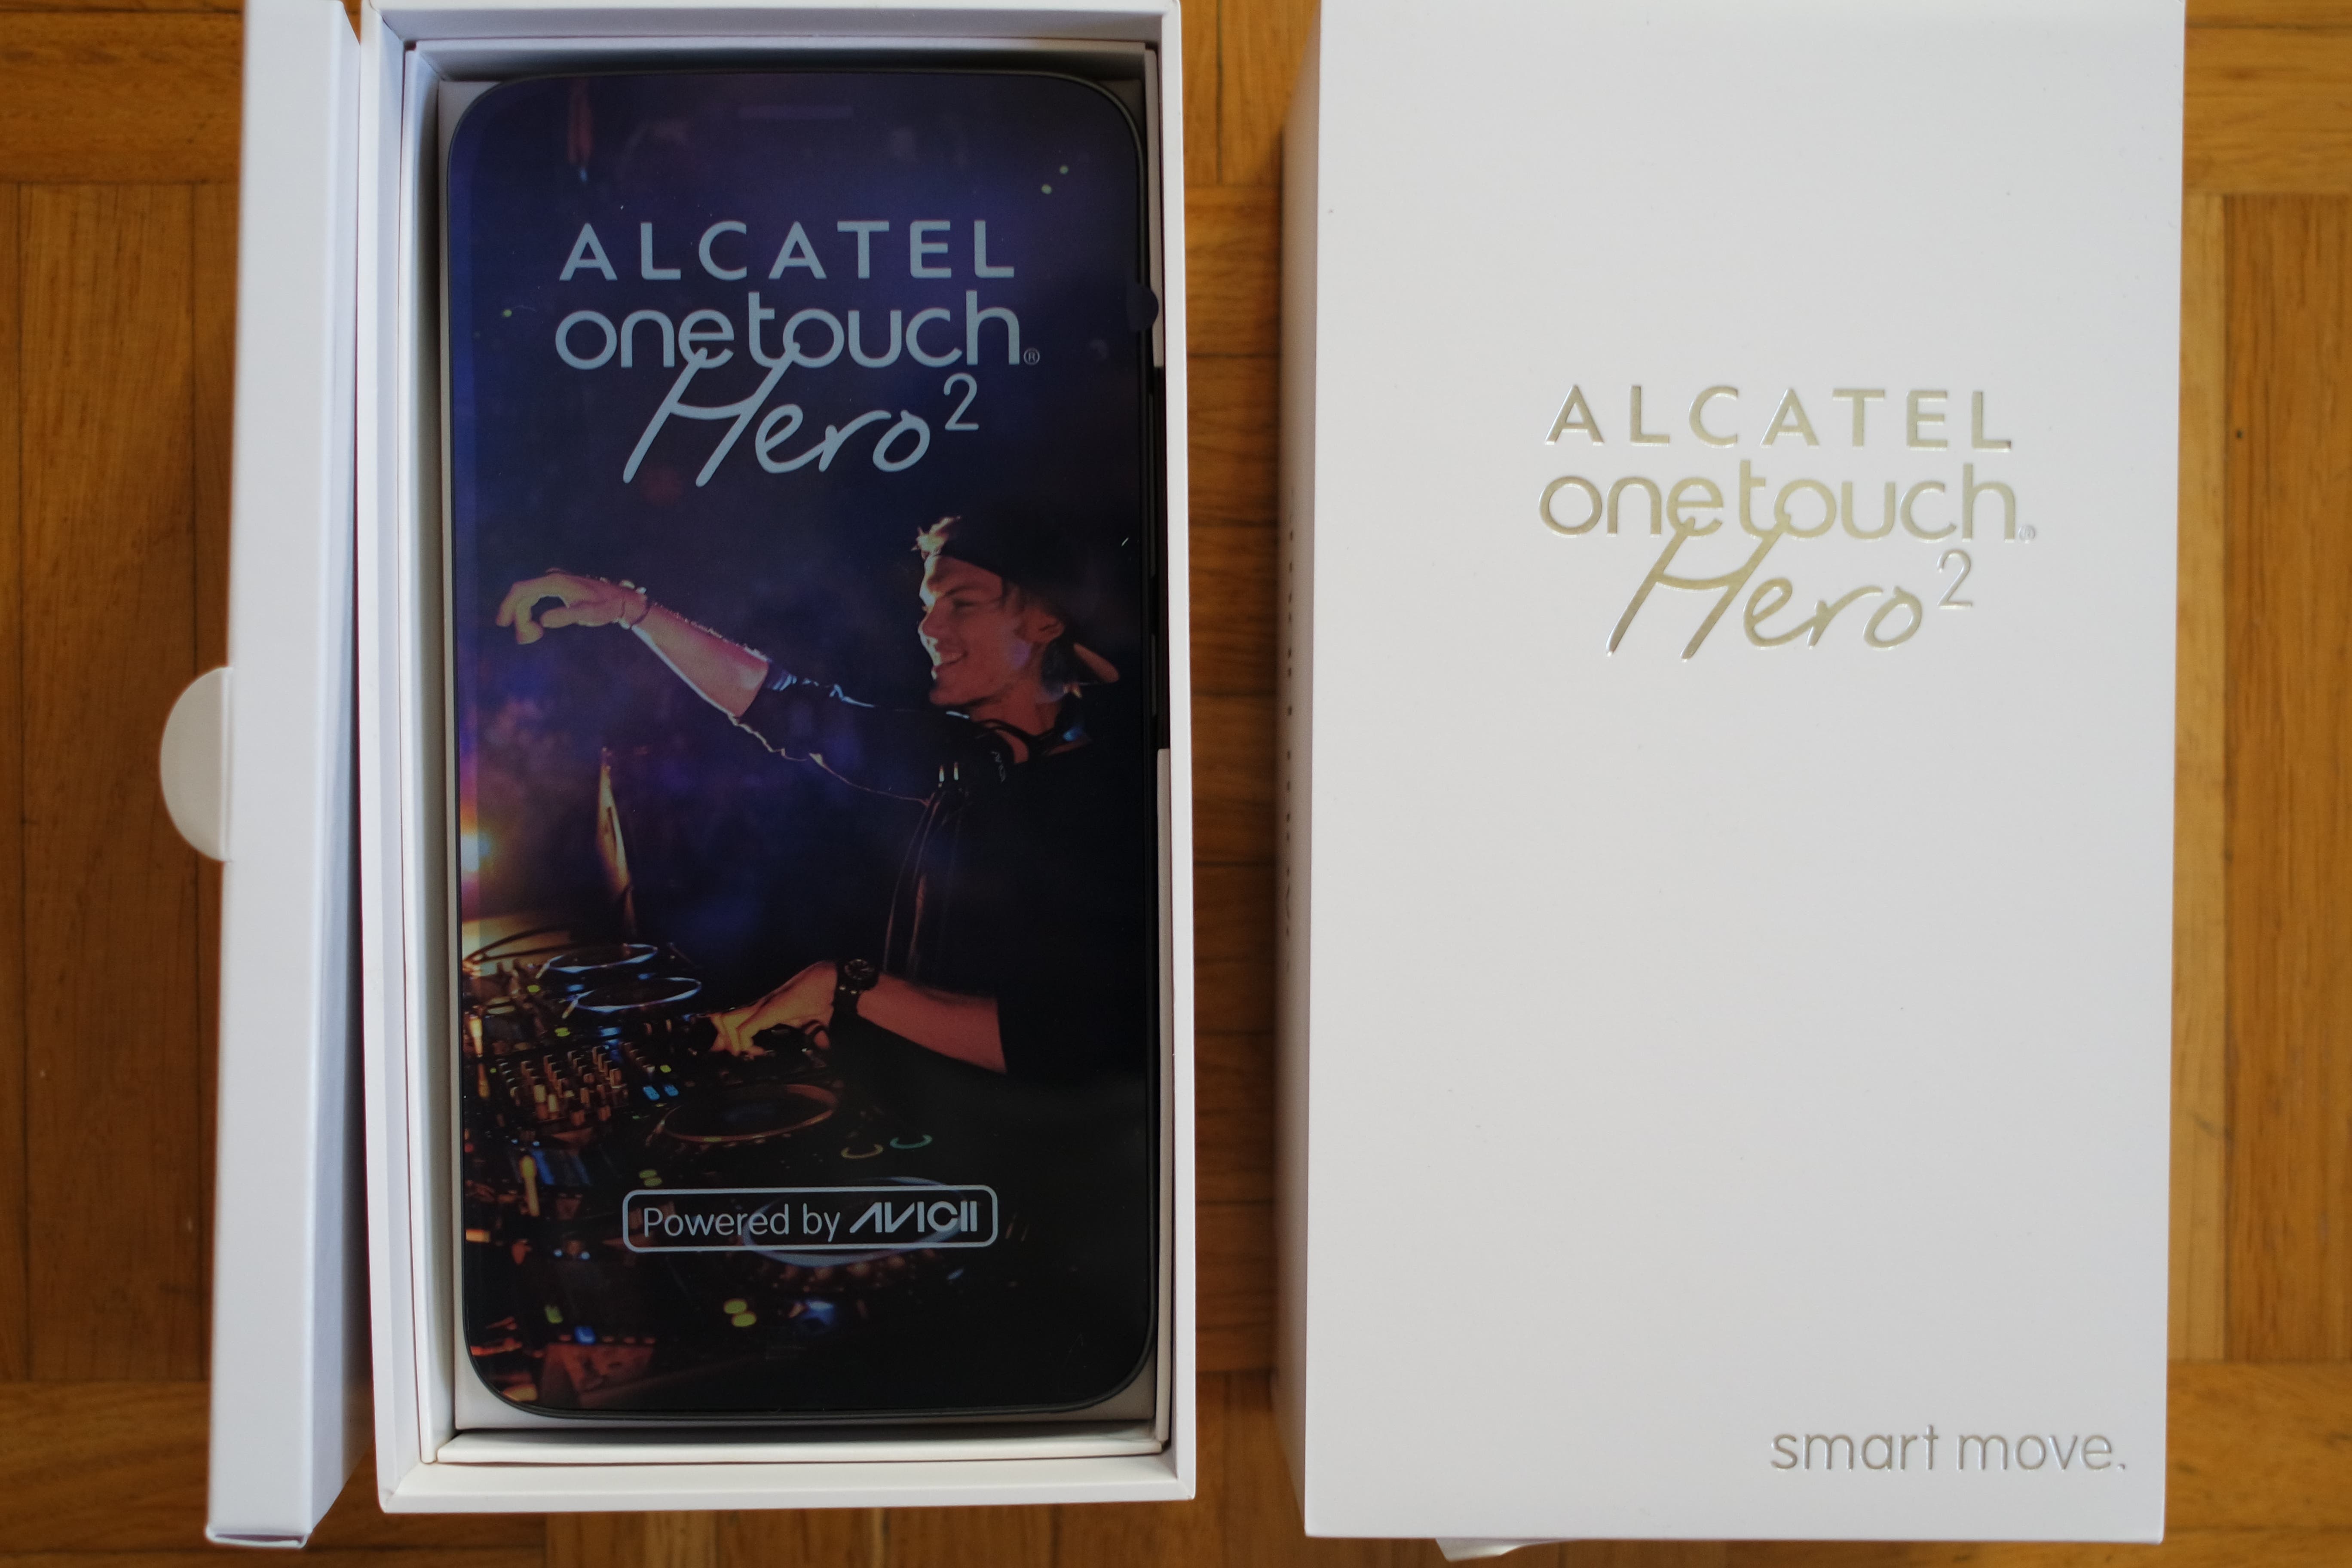 ALCATEL
onetouch®
Hero²
Powered by AVICII
ALCATEL
onetouch®
Hero²
smart move.